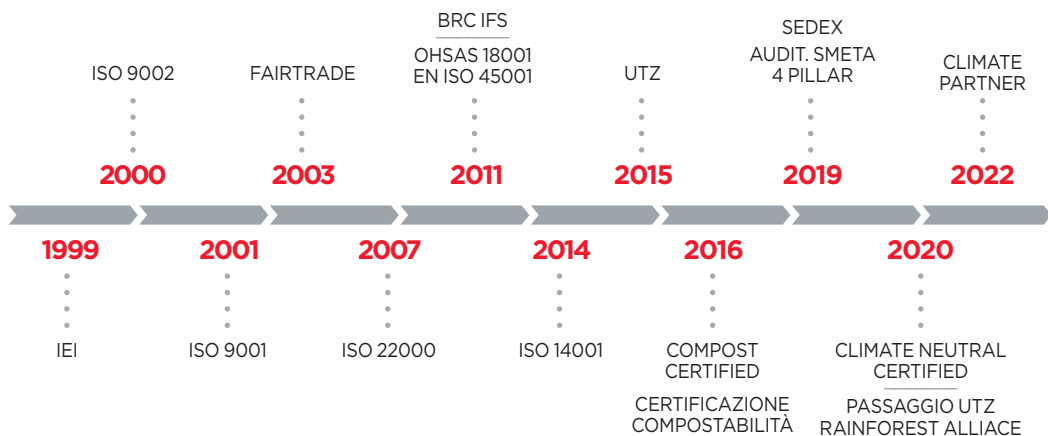 BRC IFS
OHSAS 18001
EN ISO 45001
SEDEX
AUDIT. SMETA
4 PILLAR
ISO 9002
FAIRTRADE
UTZ
CLIMATE
PARTNER
2000
2003
2011
2015
2019
2022
1999
2001
2007
2014
2016
2020
IEI
ISO 9001
ISO 22000
ISO 14001
COMPOST
CERTIFIED
CERTIFICAZIONE
COMPOSTABILITÀ
CLIMATE NEUTRAL
CERTIFIED
PASSAGGIO UTZ
RAINFOREST ALLIACE